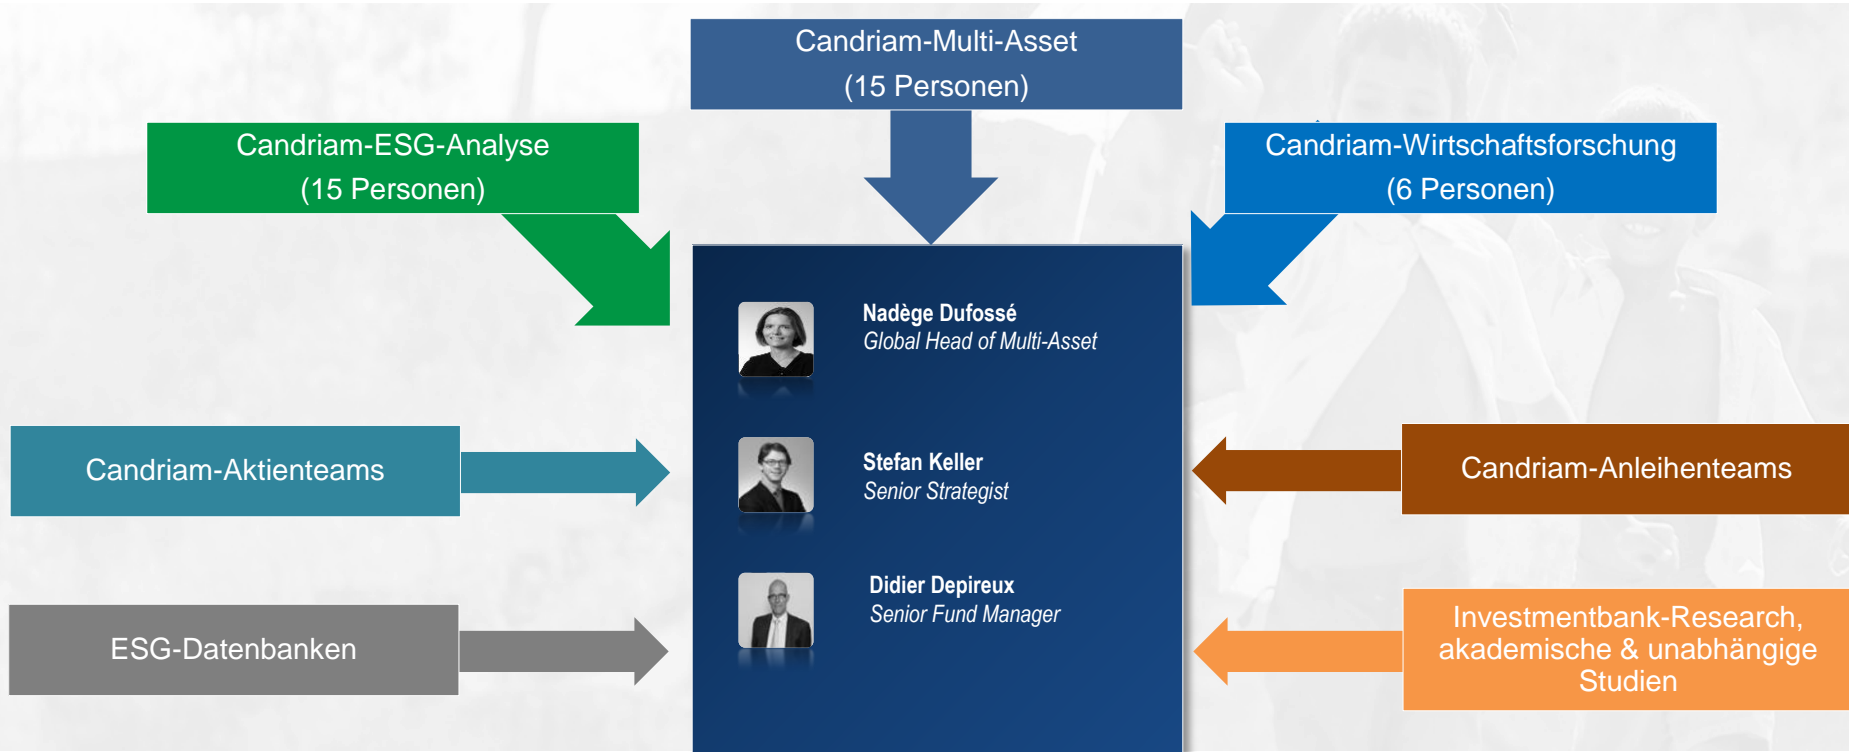 Candriam-Multi-Asset
(15 Personen)
Candriam-ESG-Analyse
(15 Personen)
Candriam-Wirtschaftsforschung
(6 Personen)
Nadège Dufossé
Global Head of Multi-Asset
Candriam-Aktienteams
Stefan Keller
Senior Strategist
Candriam-Anleihenteams
ESG-Datenbanken
Didier Depireux
Senior Fund Manager
Investmentbank-Research,
akademische & unabhängige
Studien